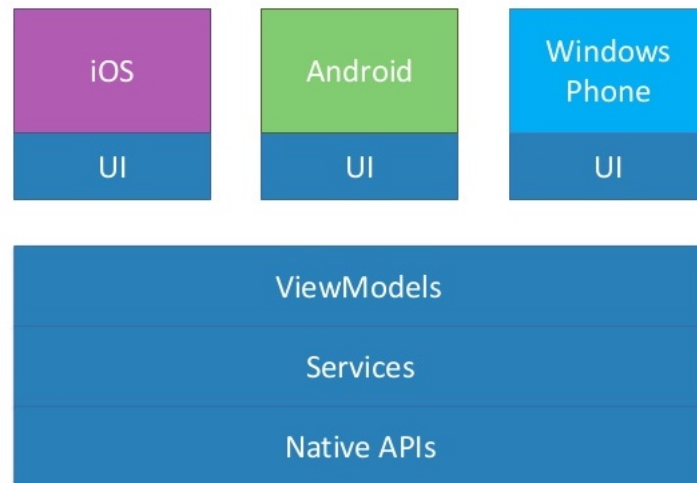 iOS
Android
Windows
Phone
UI
UI
UI
ViewModels
Services
Native APIs